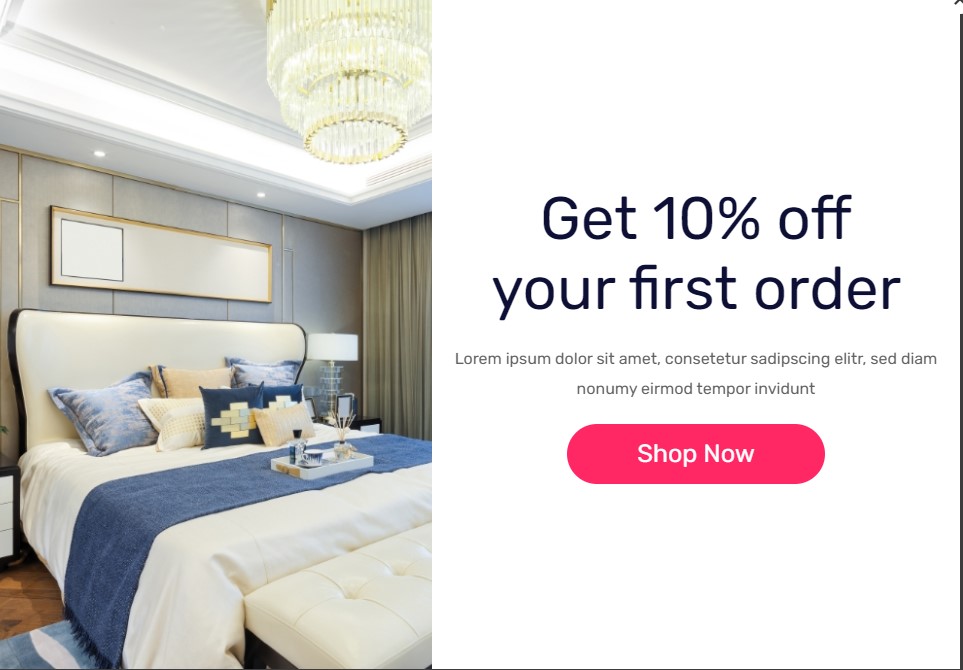 Get 10% off
your first order
Lorem ipsum dolor sit amet, consetetur sadipscing elitr, sed diam
nonumy eirmod tempor invidunt
Shop Now